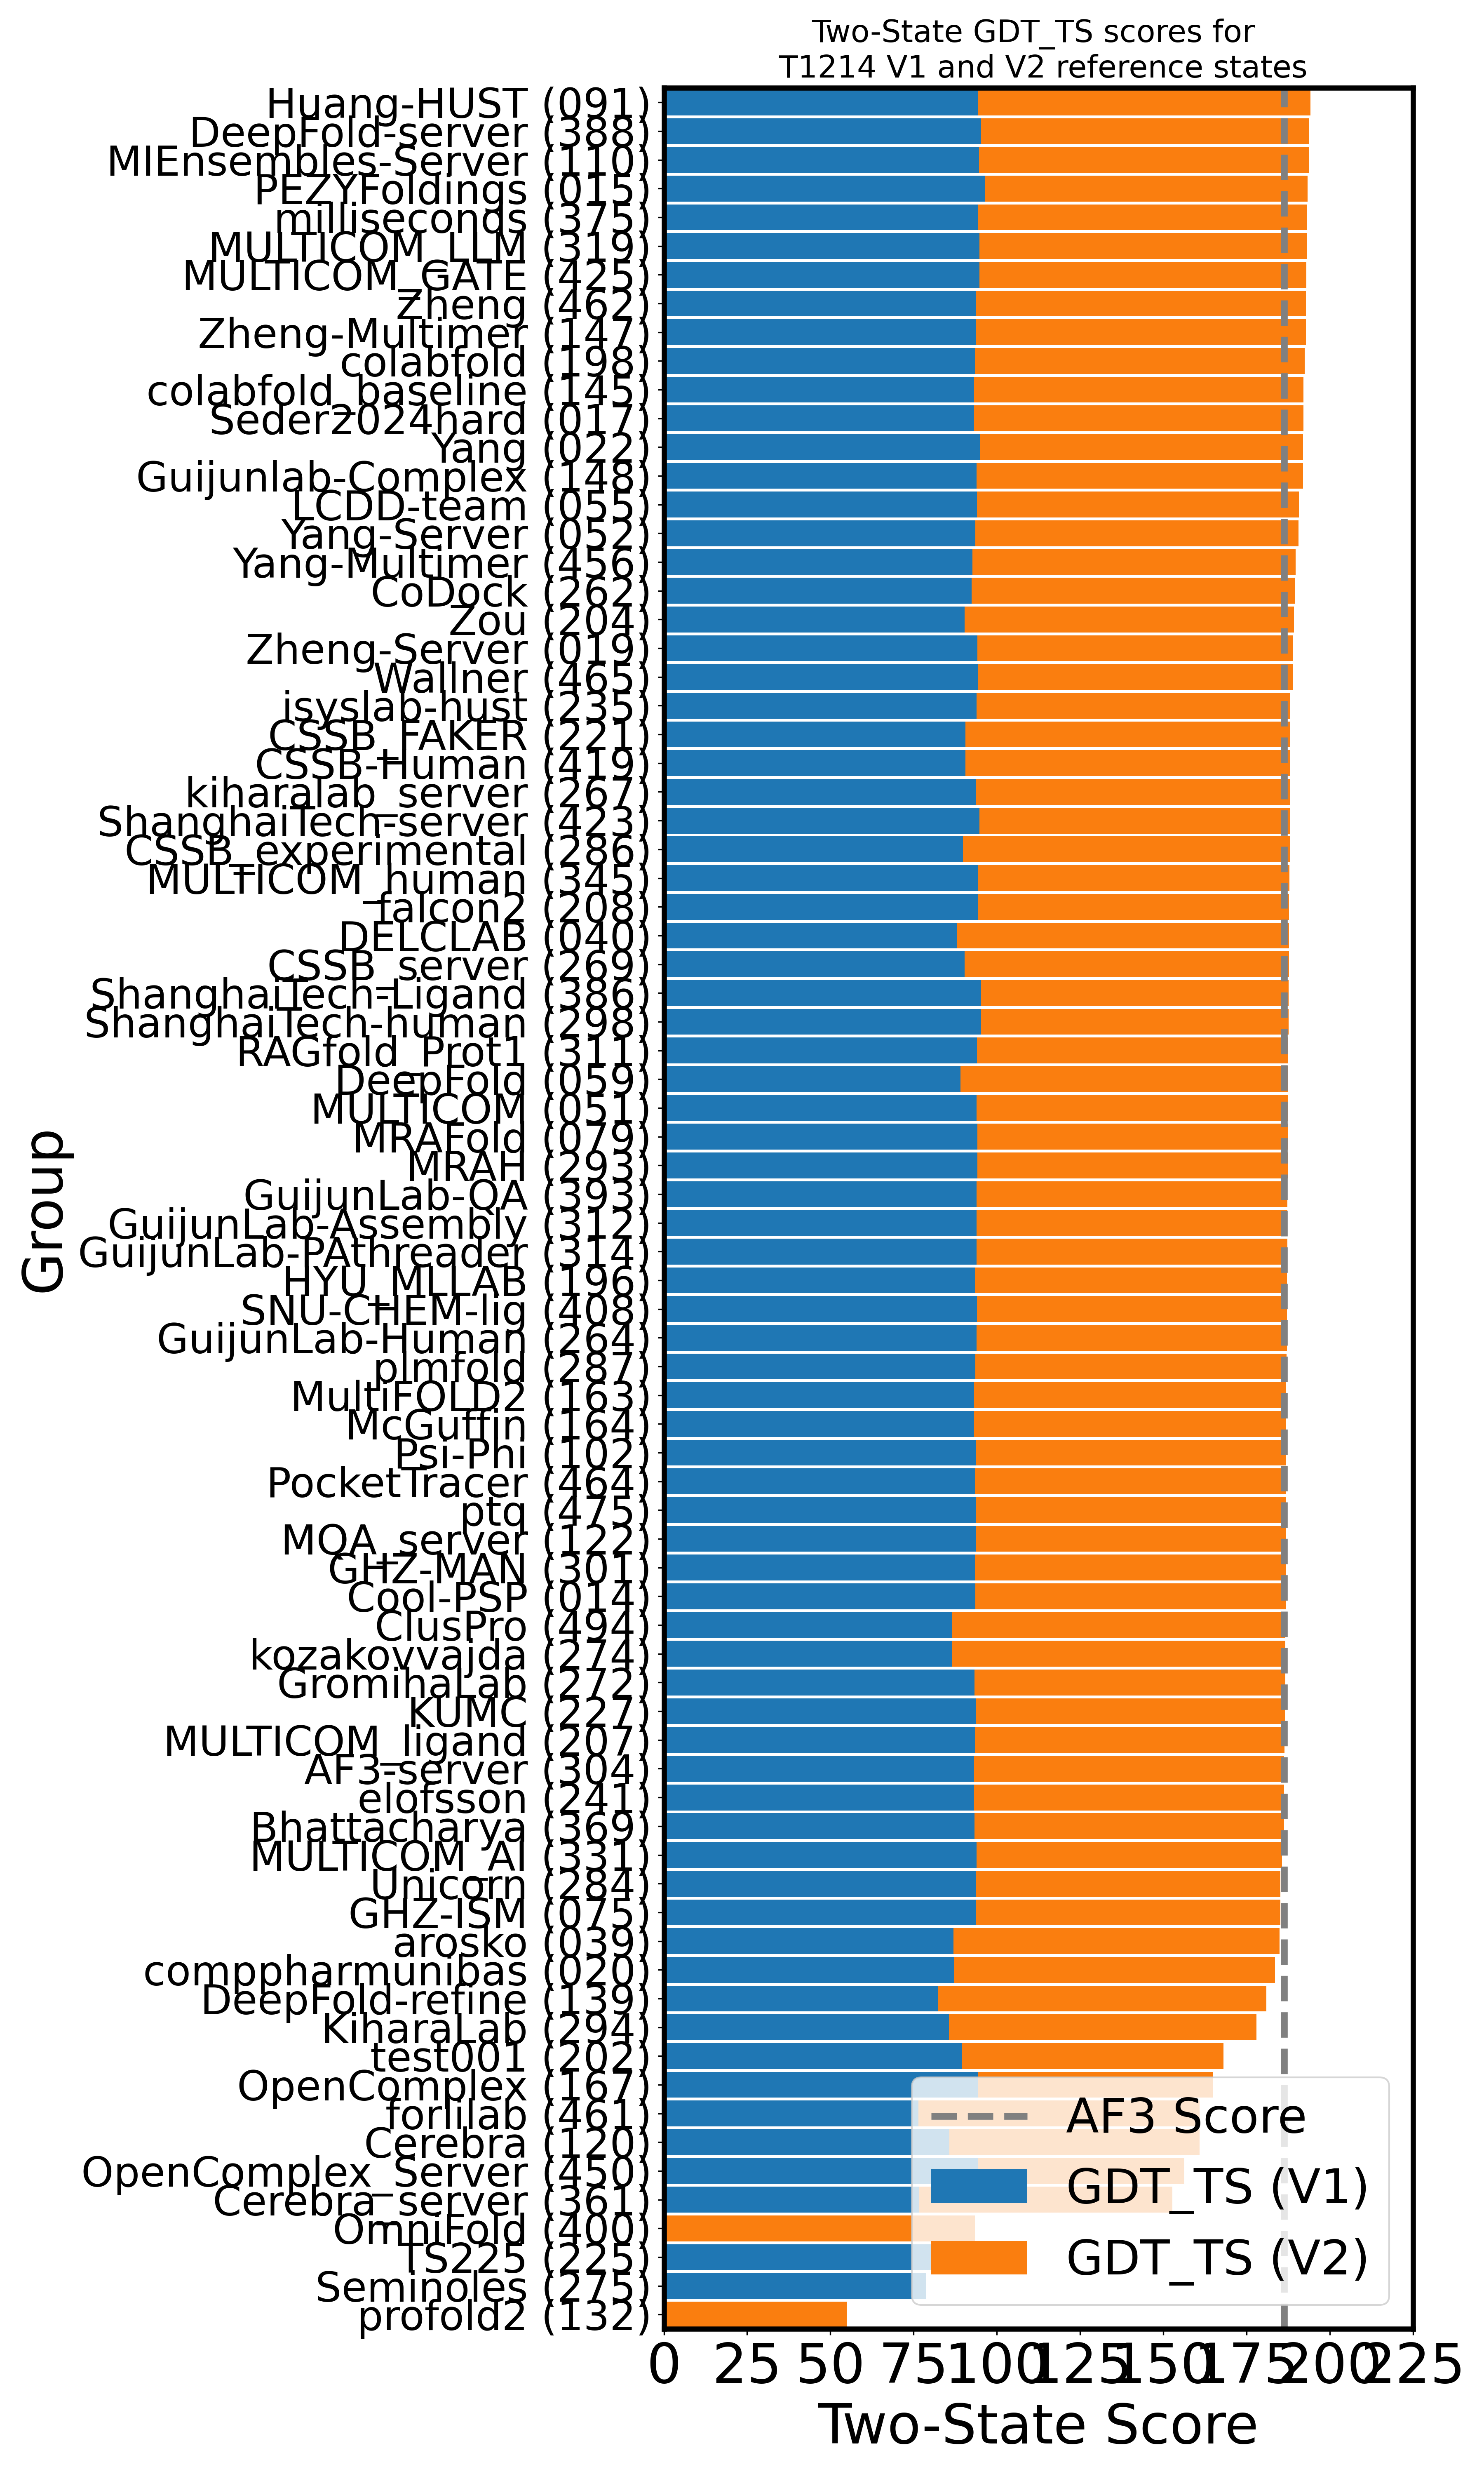 Two-State GDT_TS scores for
T1214 V1 and V2 reference states
Huang-HUST (091)
DeepFold-server (388)
MIEnsembles-Server (110)
PEZYFoldings (015)
milliseconds (375)
MULTICOM_LLM (319)
MULTICOM_GATE (425)
Zheng (462)
Zheng-Multimer (147)
colabfold (198)
colabfold_baseline (145)
Seder2024hard (017)
Yang (022)
Guijunlab-Complex (148)
LCDD-team (055)
Yang-Server (052)
Yang-Multimer (456)
CoDock (262)
Zou (204)
Zheng-Server (019)
Wallner (465)
isyslab-hust (235)
CSSB_FAKER (221)
CSSB-Human (419)
kiharalab_server (267)
ShanghaiTech-server (423)
CSSB_experimental (286)
MULTICOM_human (345)
falcon2 (208)
DELCLAB (040)
CSSB_server (269)
ShanghaiTech-Ligand (386)
ShanghaiTech-human (298)
RAGfold_Prot1 (311)
DeepFold (059)
MULTICOM (051)
MRAFold (079)
MRAH (293)
GuijunLab-QA (393)
GuijunLab-Assembly (312)
GuijunLab-PAthreader (314)
HYU_MLLAB (196)
SNU-CHEM-lig (408)
GuijunLab-Human (264)
plmfold (287)
MultiFOLD2 (163)
McGuffin (164)
Psi-Phi (102)
PocketTracer (464)
ptq (475)
MQA_server (122)
GHZ-MAN (301)
Cool-PSP (014)
ClusPro (494)
kozakovvajda (274)
GromihaLab (272)
KUMC (227)
MULTICOM_ligand (207)
AF3-server (304)
elofsson (241)
Bhattacharya (369)
MULTICOM_AI (331)
Unicorn (284)
GHZ-ISM (075)
arosko (039)
comppharmunibas (020)
DeepFold-refine (139)
KiharaLab (294)
test001 (202)
OpenComplex (167)
forlilab (461)
Cerebra (120)
OpenComplex_Server (450)
Cerebra_server (361)
OmniFold (400)
TS225 (225)
Seminoles (275)
profold2 (132)
Group
AF3 Score
GDT_TS (V1)
GDT_TS (V2)
0 25 50 75 100 125 150 175 200 225
Two-State Score